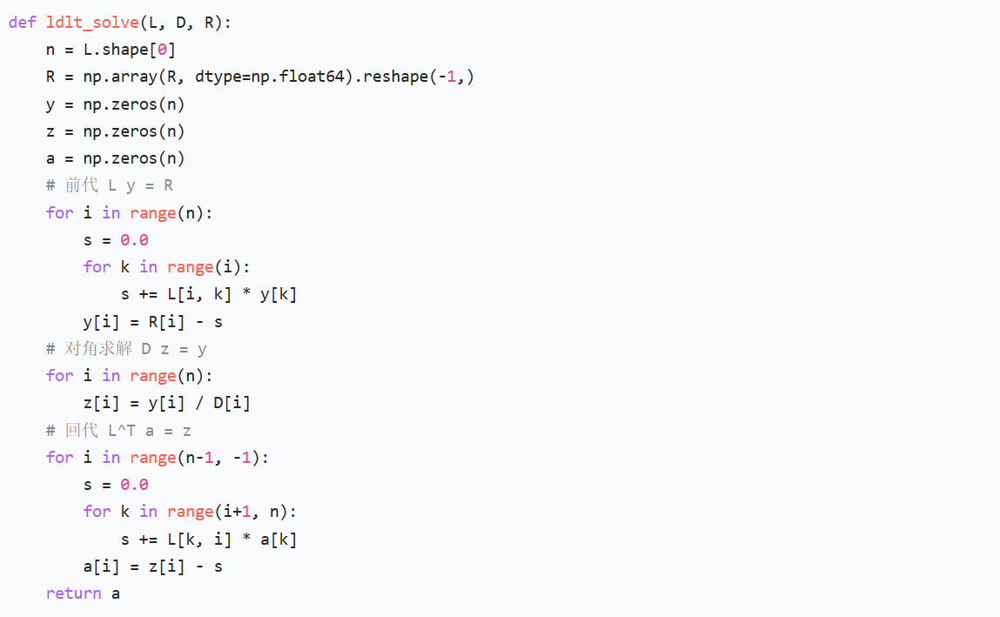 def ldlt_solve(L, D, R):
    n = L.shape[0]
    R = np.array(R, dtype=np.float64).reshape(-1,)
    y = np.zeros(n)
    z = np.zeros(n)
    a = np.zeros(n)
    # 前代 L y = R
    for i in range(n):
        s = 0.0
        for k in range(i):
            s += L[i, k] * y[k]
        y[i] = R[i] - s
    # 对角求解 D z = y
    for i in range(n):
        z[i] = y[i] / D[i]
    # 回代 L^T a = z
    for i in range(n-1, -1):
        s = 0.0
        for k in range(i+1, n):
            s += L[k, i] * a[k]
        a[i] = z[i] - s
    return a